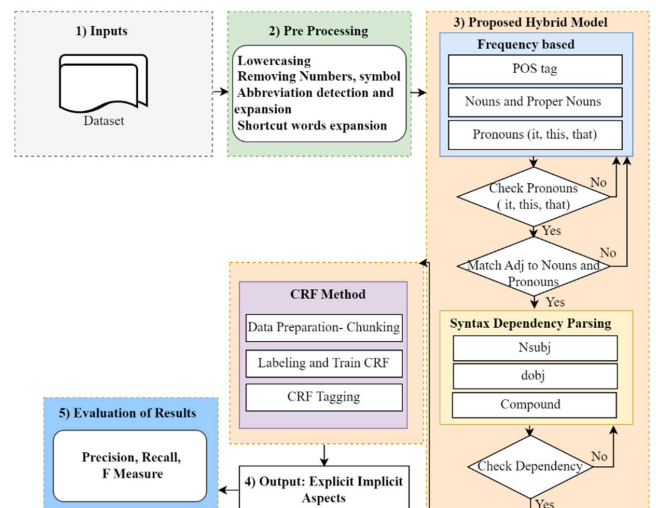 1) Inputs
Dataset
2) Pre Processing
Lowercasing
Removing Numbers, symbol
Abbreviation detection and
expansion
Shortcut words expansion
3) Proposed Hybrid Model
Frequency based
POS tag
Nouns and Proper Nouns
Pronouns (it, this, that)
Check Pronouns
( it, this, that)
No
Yes
Match Adj to Nouns and
Pronouns
No
Yes
Syntax Dependency Parsing
Nsubj
dobj
Compound
Check Dependency
No
Yes
CRF Method
Data Preparation- Chunking
Labeling and Train CRF
CRF Tagging
4) Output: Explicit Implicit
Aspects
5) Evaluation of Results
Precision, Recall,
F Measure